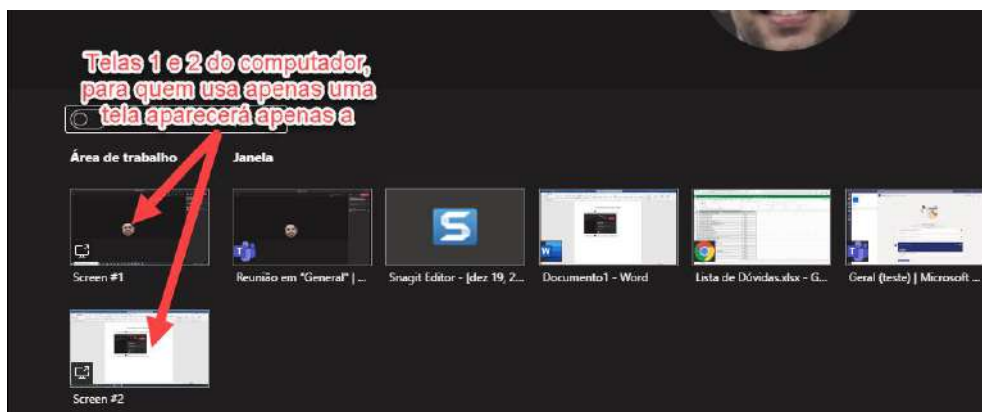 Telas 1 e 2 do computador,
para quem usa apenas uma
tela aparecerá apenas a
Área de trabalho
Janela
Screen #1
Reunião em "General" | ...
Snagit Editor - [dez 19, 2...
Documento1 - Word
Lista de Dúvidas.xlsx - G...
Geral (teste) | Microsoft ...
Screen #2